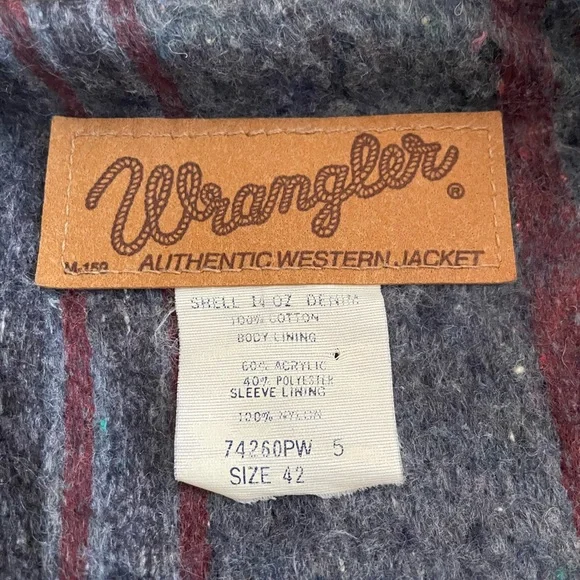 Wrangler®
M-159 AUTHENTIC WESTERN JACKET
SHELL 14 OZ DENIM
100% COTTON
BODY LINING
60% ACRYLIC
40% POLYESTER
SLEEVE LINING
100% NYLON
74260PW 5
SIZE 42